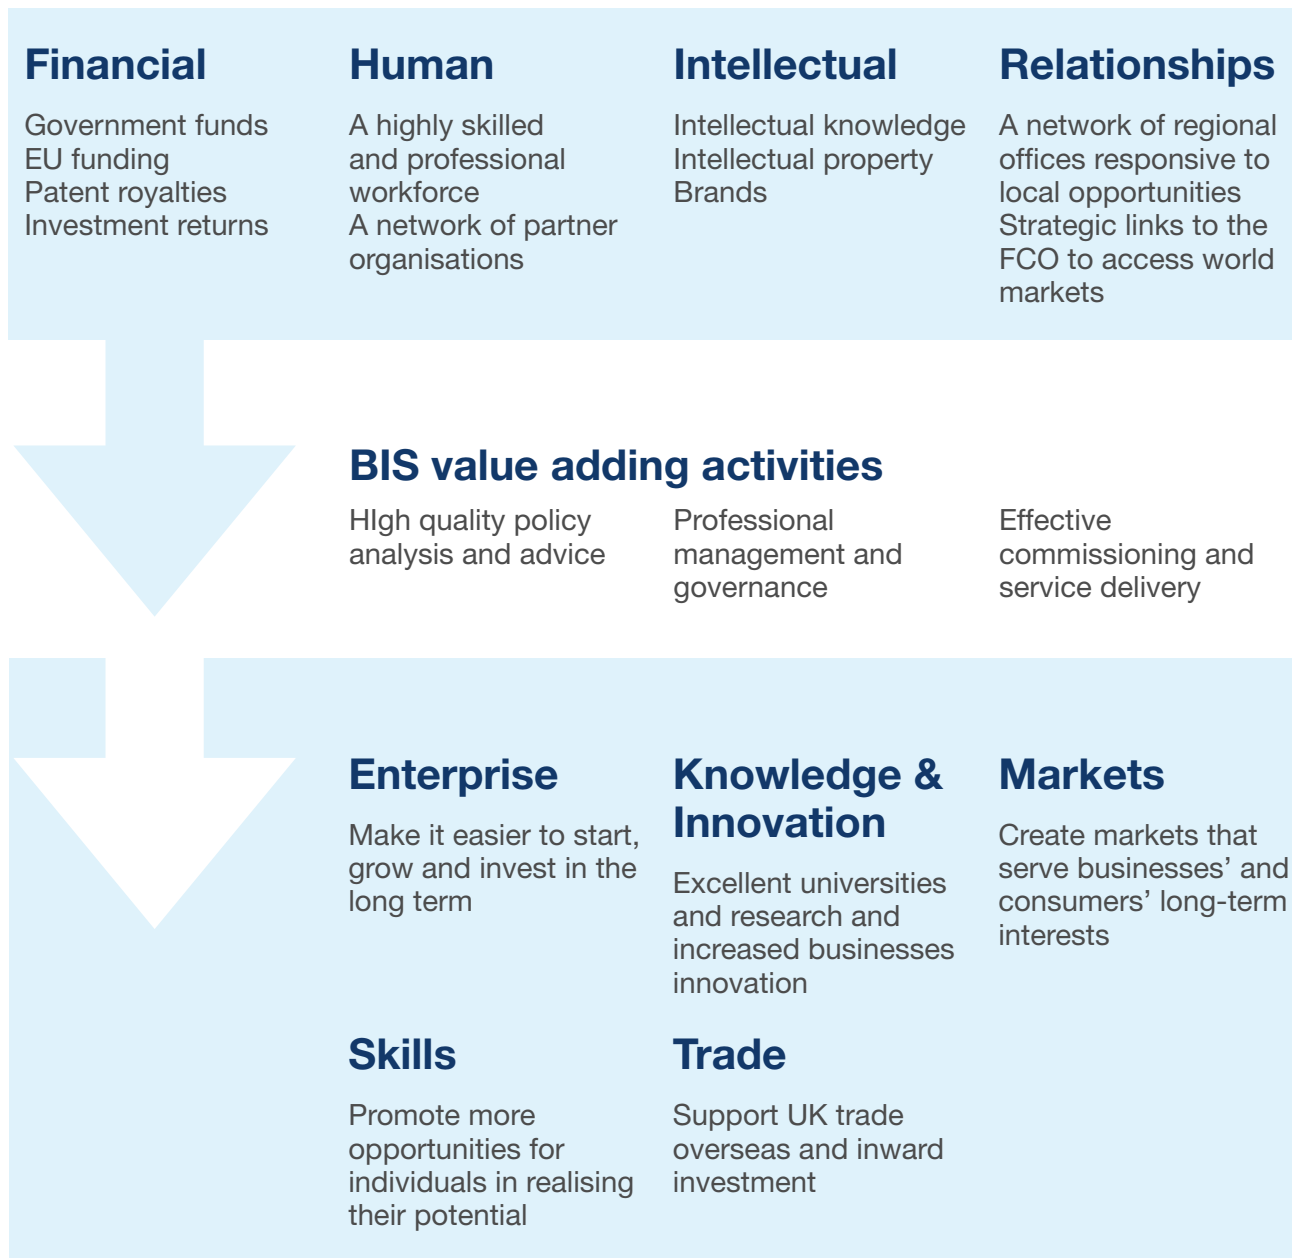 Financial
Government funds
EU funding
Patent royalties
Investment returns
Human
A highly skilled
and professional
workforce
A network of partner
organisations
Intellectual
Intellectual knowledge
Intellectual property
Brands
Relationships
A network of regional
offices responsive to
local opportunities
Strategic links to the
FCO to access world
markets
BIS value adding activities
HIgh quality policy
analysis and advice
Professional
management and
governance
Effective
commissioning and
service delivery
Enterprise
Make it easier to start,
grow and invest in the
long term
Knowledge &
Innovation
Excellent universities
and research and
increased businesses
innovation
Markets
Create markets that
serve businesses’ and
consumers’ long-term
interests
Skills
Promote more
opportunities for
individuals in realising
their potential
Trade
Support UK trade
overseas and inward
investment